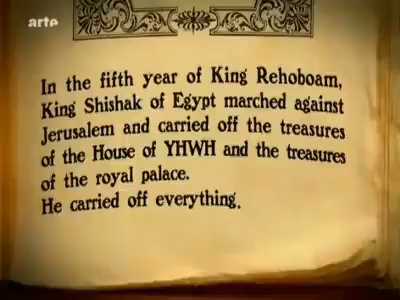 arte
In the fifth year of King Rehoboam,
King Shishak of Egypt marched against
Jerusalem and carried off the treasures
of the House of YHWH and the treasures
of the royal palace.
He carried off everything.